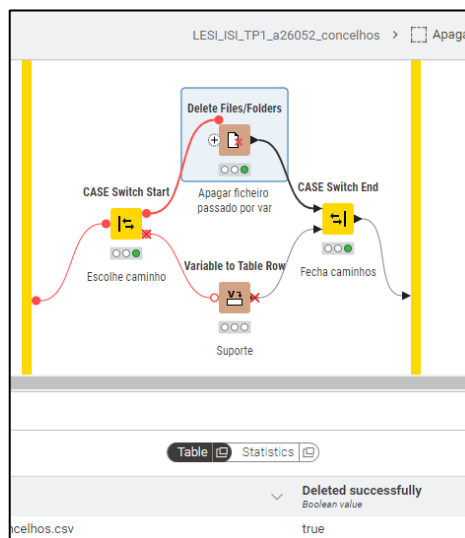 LESI_ISI_TP1_a26052_concelhos > Apaga
Delete Files/Folders
Apagar ficheiro
passado por var
CASE Switch Start
Escolhe caminho
CASE Switch End
Fecha caminhos
Variable to Table Row
Suporte
Table Statistics
Deleted successfully
Boolean value
ncelhos.csv true